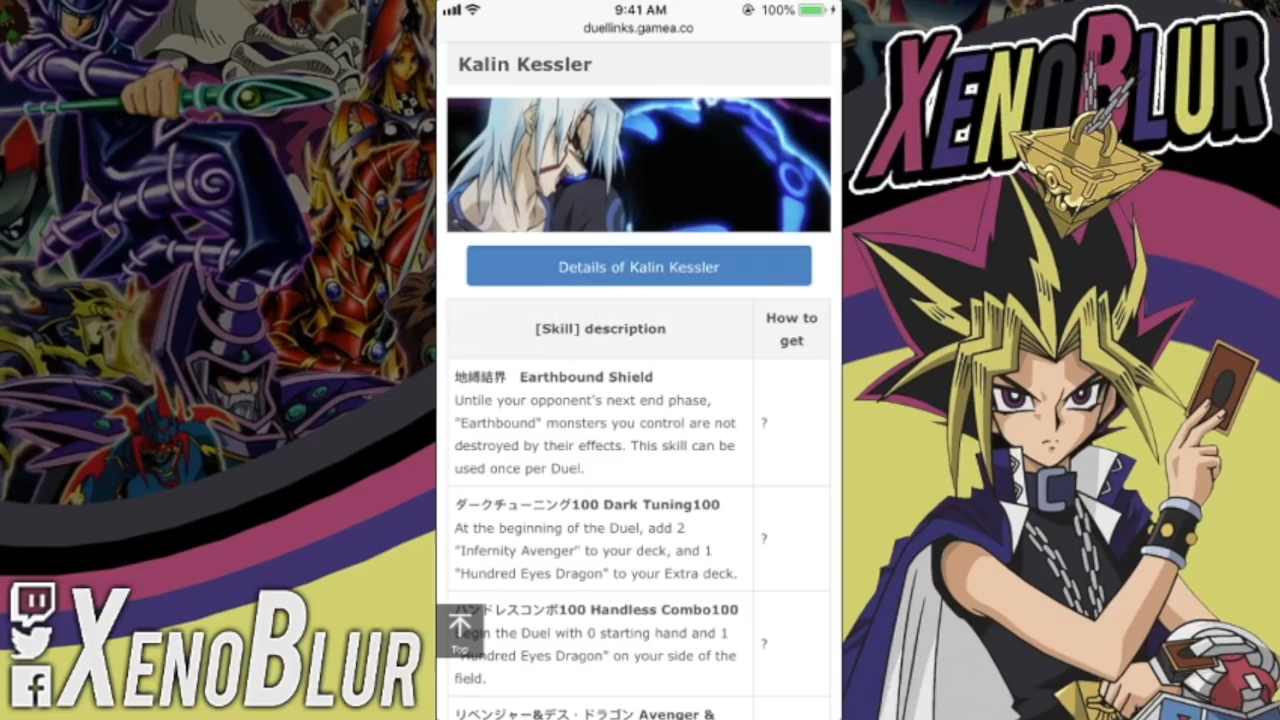 9:41 AM
100%
duellinks.gamea.co
Kalin Kessler
Details of Kalin Kessler
[Skill] description
How to
get
地縛結界 Earthbound Shield
Untile your opponent's next end phase,
"Earthbound" monsters you control are not
destroyed by their effects. This skill can be
used once per Duel.
?
ダークチューニング100 Dark Tuning100
At the beginning of the Duel, add 2
"Infernity Avenger" to your deck, and 1
"Hundred Eyes Dragon" to your Extra deck.
?
ハンドレスコンボ100 Handless Combo100
Begin the Duel with 0 starting hand and 1
"Hundred Eyes Dragon" on your side of the
field.
?
Top
リベンジャー&デス・ドラゴン Avenger &
XENOBLUR
XENOBLUR